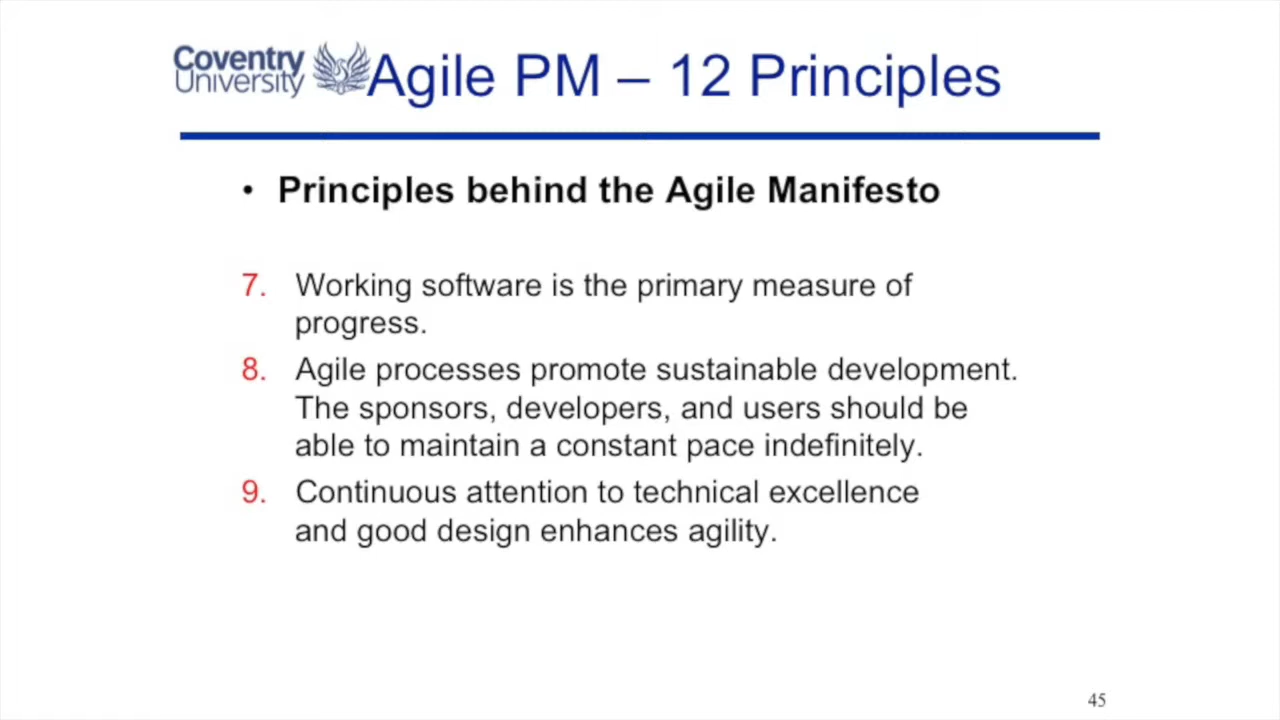 Coventry
University
Agile PM – 12 Principles
• Principles behind the Agile Manifesto
7. Working software is the primary measure of
progress.
8. Agile processes promote sustainable development.
The sponsors, developers, and users should be
able to maintain a constant pace indefinitely.
9. Continuous attention to technical excellence
and good design enhances agility.
45